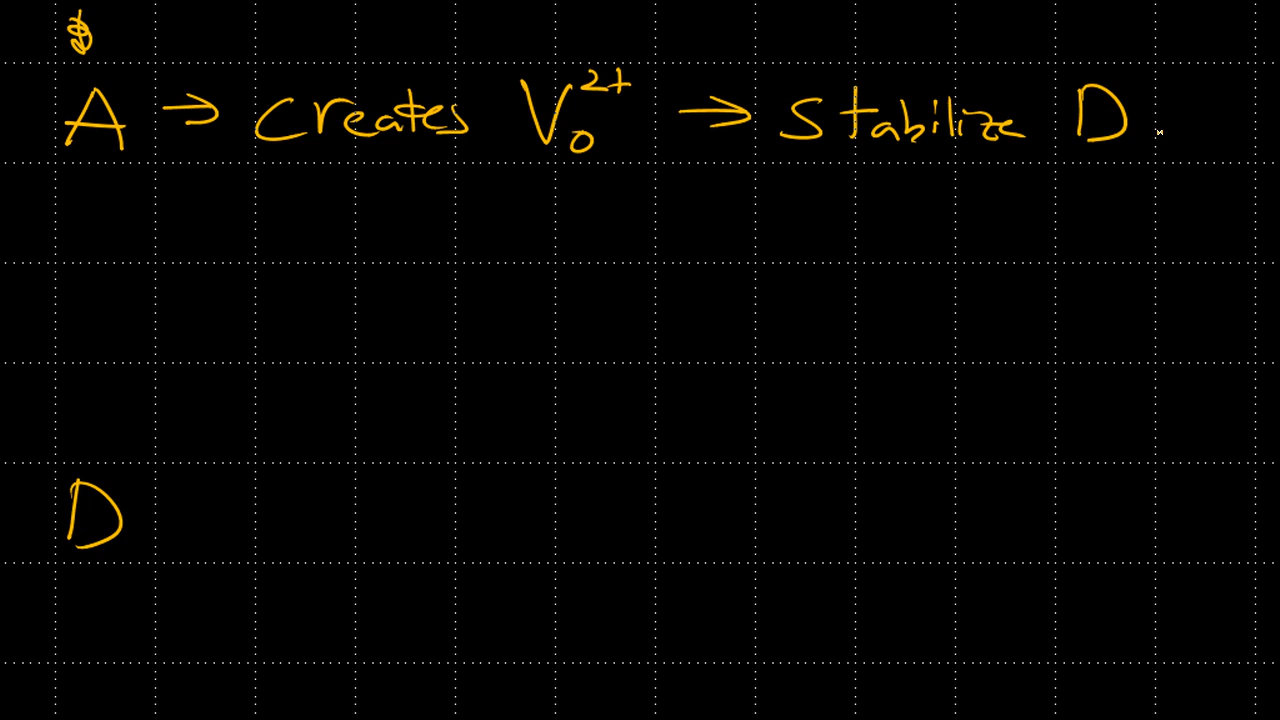 $
A → creates V_O^{2+} → stabilize D
D